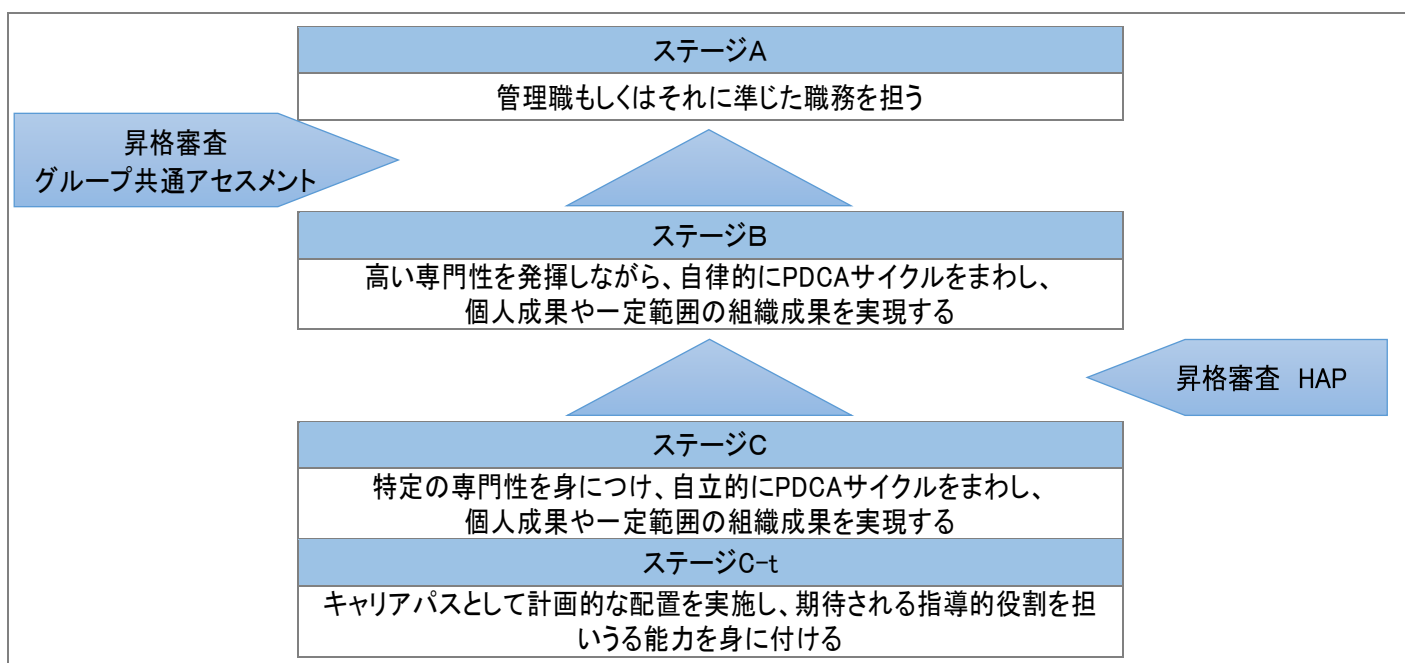 ステージA
管理職もしくはそれに準じた職務を担う
昇格審査
グループ共通アセスメント
ステージB
高い専門性を発揮しながら、自律的にPDCAサイクルをまわし、
個人成果や一定範囲の組織成果を実現する
昇格審査　HAP
ステージC
特定の専門性を身につけ、自立的にPDCAサイクルをまわし、
個人成果や一定範囲の組織成果を実現する
ステージC-t
キャリアパスとして計画的な配置を実施し、期待される指導的役割を担
いうる能力を身に付ける